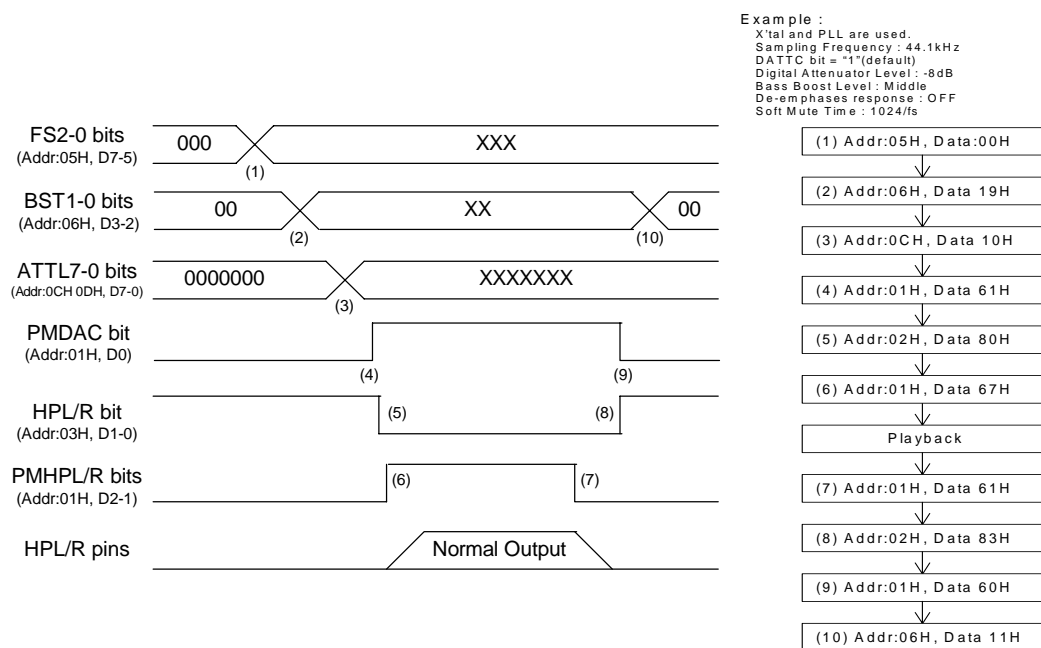 Example :
X'tal and PLL are used.
Sampling Frequency : 44.1kHz
DATTC bit = “1”(default)
Digital Attenuator Level : -8dB
Bass Boost Level : Middle
De-emphases response : OFF
Soft Mute Time : 1024/fs
FS2-0 bits
(Addr:05H, D7-5)
000
XXX
(1)
BST1-0 bits
(Addr:06H, D3-2)
00
XX
00
(2)
(10)
ATTL7-0 bits
(Addr:0CH 0DH, D7-0)
0000000
XXXXXXX
(3)
PMDAC bit
(Addr:01H, D0)
(4)
(9)
HPL/R bit
(Addr:03H, D1-0)
(5)
(8)
PMHPL/R bits
(Addr:01H, D2-1)
(6)
(7)
HPL/R pins
Normal Output
(1) Addr:05H, Data:00H
(2) Addr:06H, Data 19H
(3) Addr:0CH, Data 10H
(4) Addr:01H, Data 61H
(5) Addr:02H, Data 80H
(6) Addr:01H, Data 67H
Playback
(7) Addr:01H, Data 61H
(8) Addr:02H, Data 83H
(9) Addr:01H, Data 60H
(10) Addr:06H, Data 11H